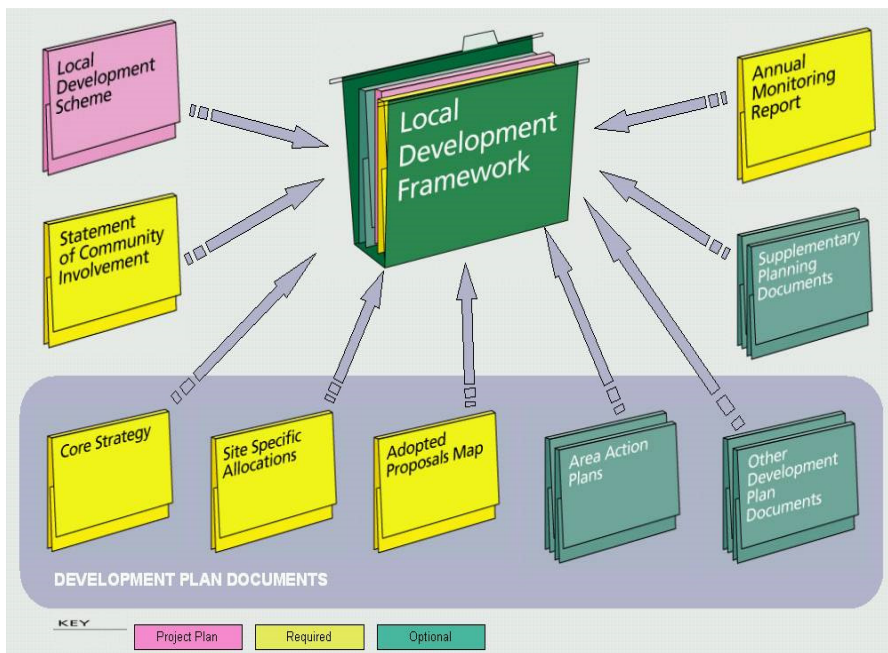 Local
Development
Scheme
Local
Development
Framework
Annual
Monitoring
Report
Statement
of Community
Involvement
Supplementary
Planning
Documents
Core Strategy
Site Specific
Allocations
Adopted
Proposals Map
Area Action
Plans
Other
Development
Plan
Documents
DEVELOPMENT PLAN DOCUMENTS
KEY
Project Plan
Required
Optional